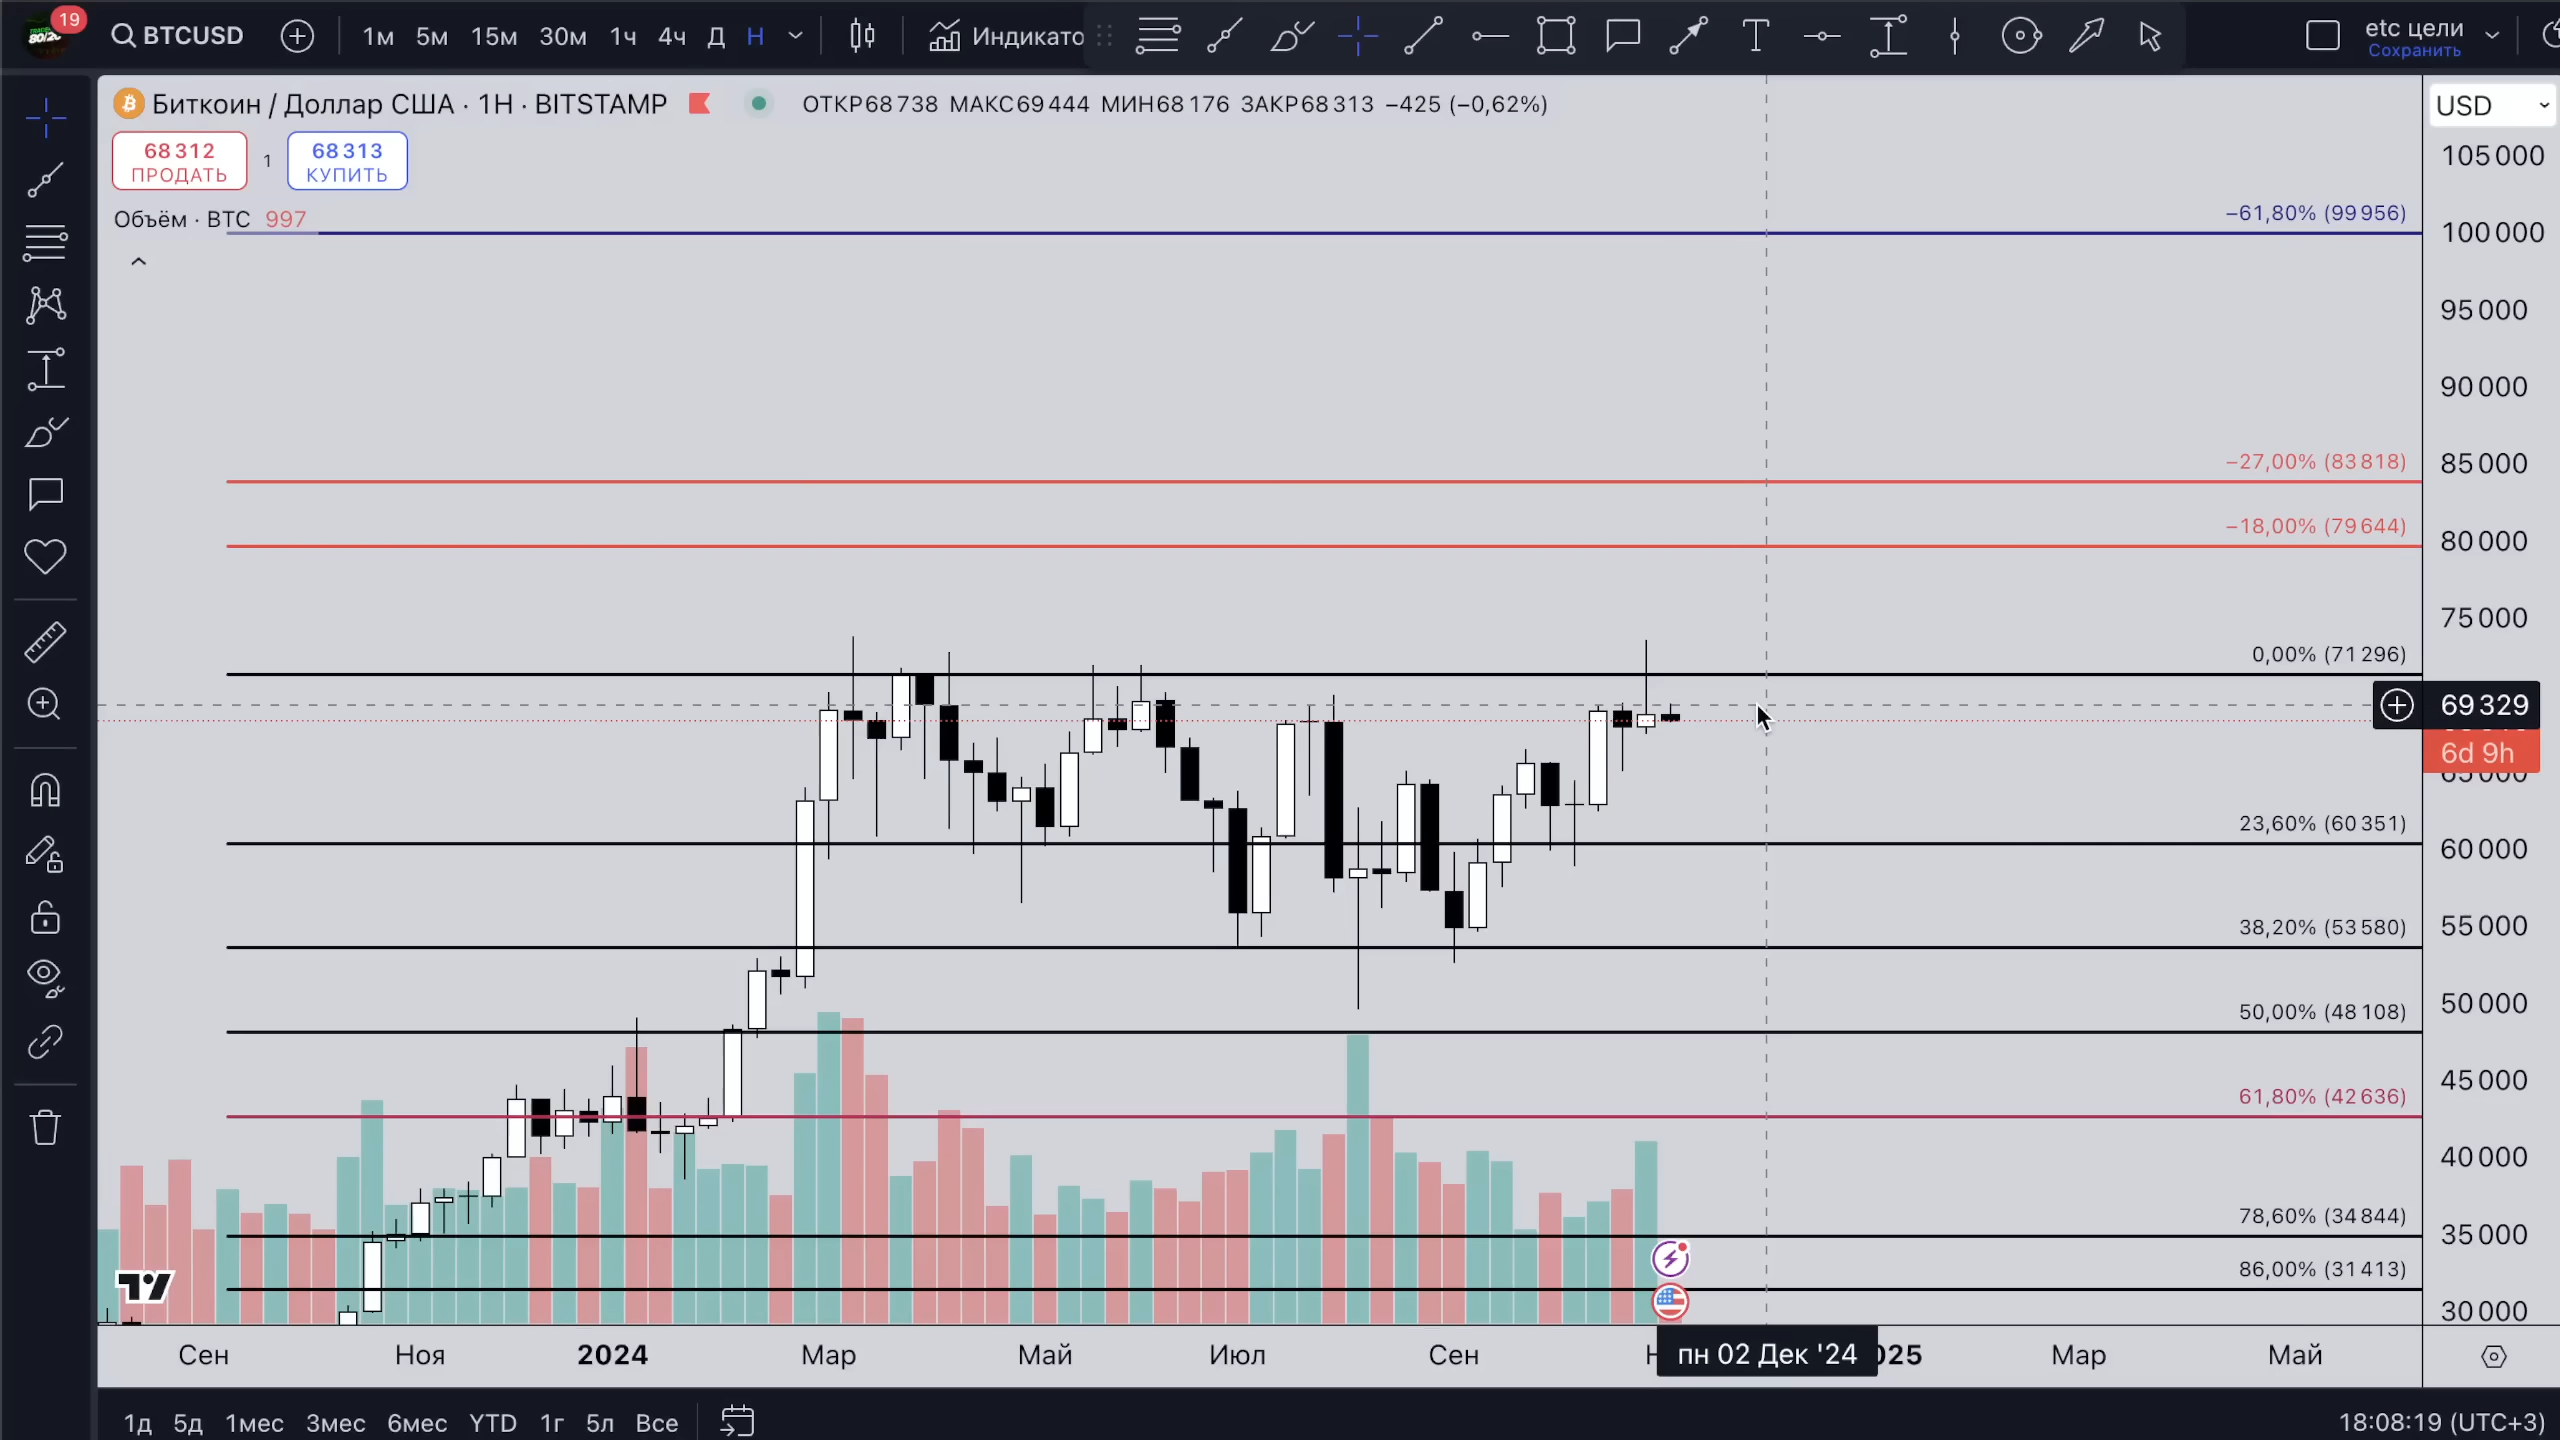 19
BTCUSD 1м 5м 15м 30м 1ч 4ч Д Н Индикато T etc цели
Сохранить
Биткоин / Доллар США · 1Н · BITSTAMP ОТКР68 738 МАКС69 444 МИН68 176 ЗАКР68 313 −425 (−0,62%)
USD
68 312 1 68 313
ПРОДАТЬ КУПИТЬ
Объём · BTC 997
105 000
−61,80% (99 956)
100 000
95 000
90 000
−27,00% (83 818)
85 000
−18,00% (79 644)
80 000
75 000
0,00% (71 296)
69 329
6d 9h
65 000
23,60% (60 351)
60 000
38,20% (53 580)
55 000
50,00% (48 108)
50 000
45 000
61,80% (42 636)
40 000
78,60% (34 844)
35 000
86,00% (31 413)
30 000
Сен Ноя 2024 Мар Май Июл Сен пн 02 Дек '24 025 Мар Май
1д 5д 1мес 3мес 6мес YTD 1г 5л Все
18:08:19 (UTC+3)